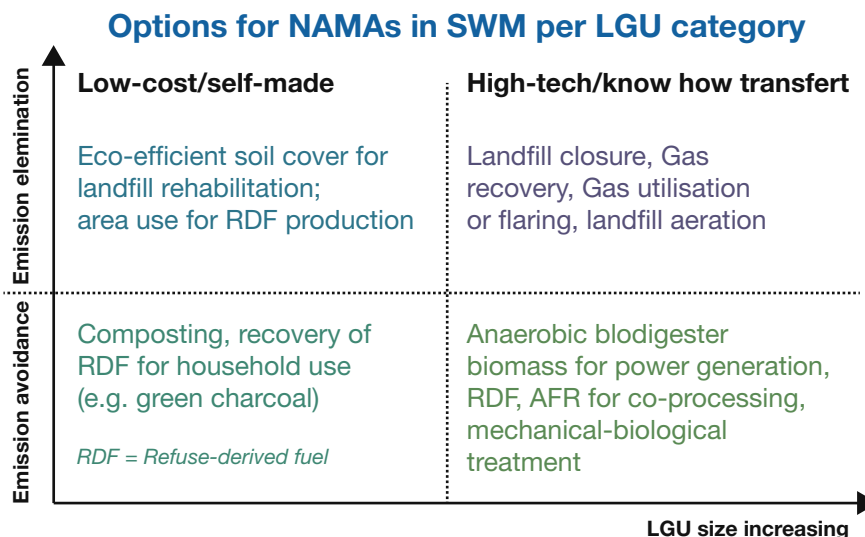 Options for NAMAs in SWM per LGU category
Emission elemination
Low-cost/self-made
Eco-efficient soil cover for
landfill rehabilitation;
area use for RDF production
High-tech/know how transfert
Landfill closure, Gas
recovery, Gas utilisation
or flaring, landfill aeration
Emission avoidance
Composting, recovery of
RDF for household use
(e.g. green charcoal)
RDF = Refuse-derived fuel
Anaerobic blodigester
biomass for power generation,
RDF, AFR for co-processing,
mechanical-biological
treatment
LGU size increasing